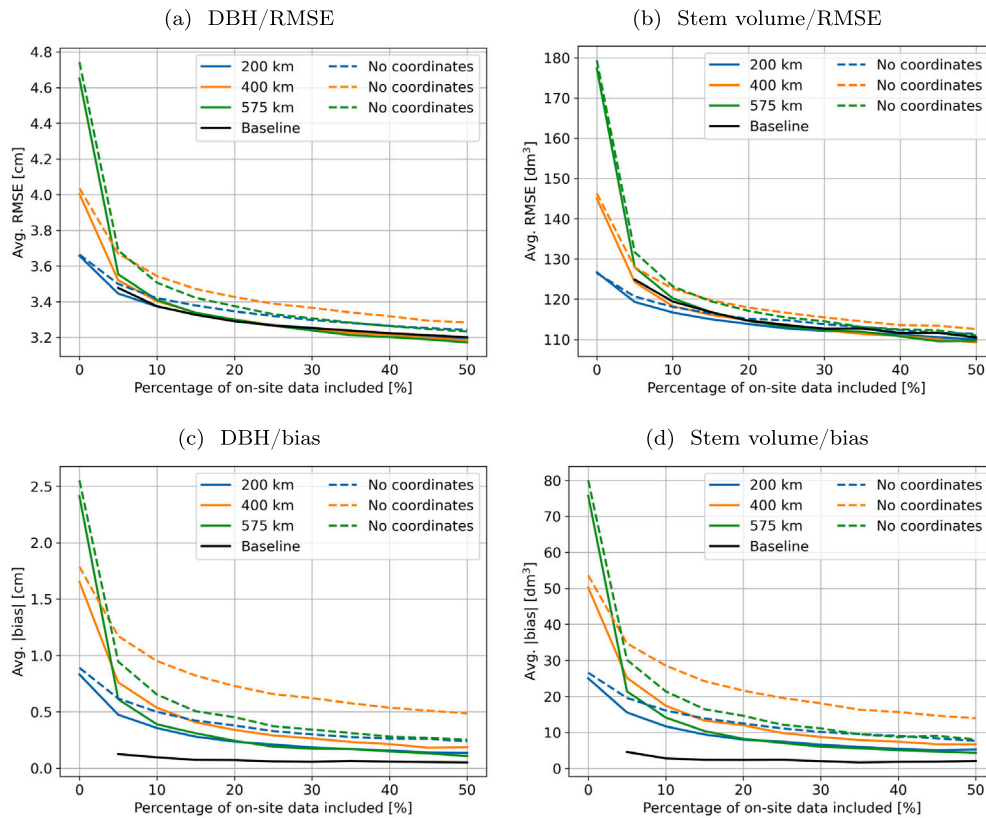 (a) DBH/RMSE
4.8
4.6
4.4
4.2
4.0
3.8
3.6
3.4
3.2
Avg. RMSE [cm]
200 km
400 km
575 km
Baseline
No coordinates
No coordinates
No coordinates
0 10 20 30 40 50
Percentage of on-site data included [%]
(b) Stem volume/RMSE
180
170
160
150
140
130
120
110
Avg. RMSE [dm³]
200 km
400 km
575 km
Baseline
No coordinates
No coordinates
No coordinates
0 10 20 30 40 50
Percentage of on-site data included [%]
(c) DBH/bias
2.5
2.0
1.5
1.0
0.5
0.0
Avg. |bias| [cm]
200 km
400 km
575 km
Baseline
No coordinates
No coordinates
No coordinates
0 10 20 30 40 50
Percentage of on-site data included [%]
(d) Stem volume/bias
80
70
60
50
40
30
20
10
0
Avg. |bias| [dm³]
200 km
400 km
575 km
Baseline
No coordinates
No coordinates
No coordinates
0 10 20 30 40 50
Percentage of on-site data included [%]